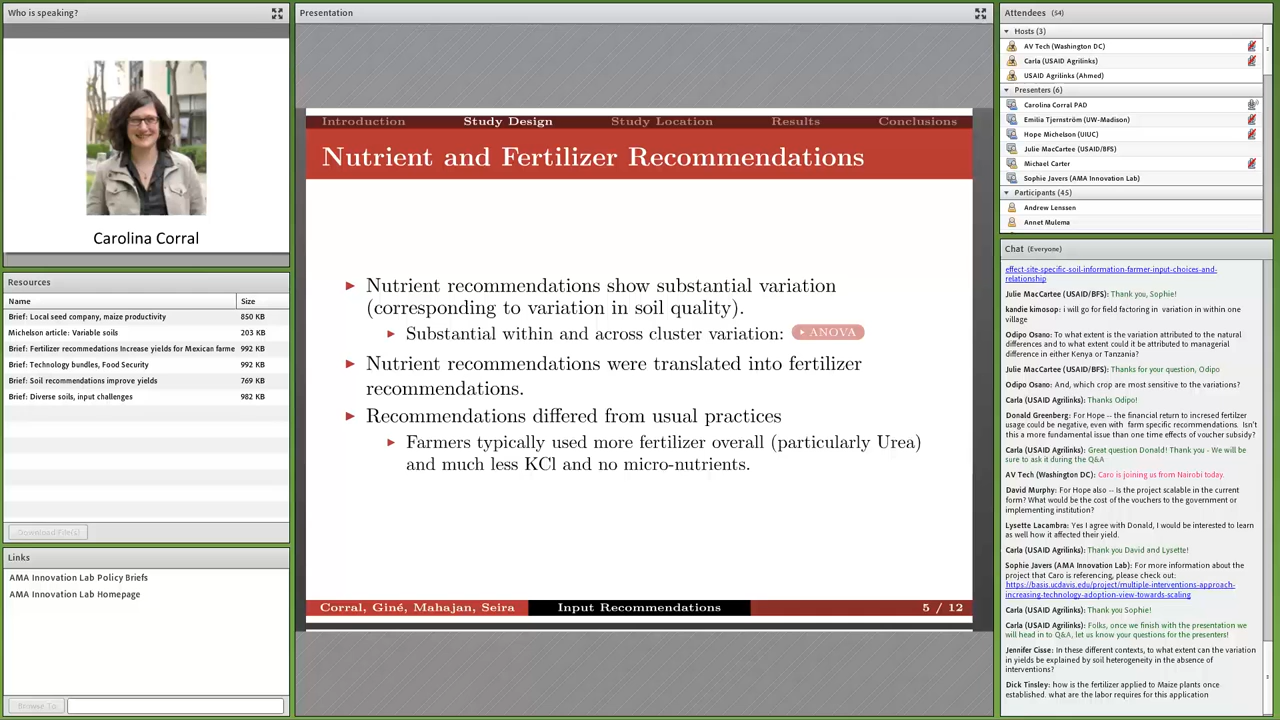 Who is speaking?
Carolina Corral
Resources
Name Size
Brief: Local seed company, maize productivity 850 KB
Michelson article: Variable soils 203 KB
Brief: Fertilizer recommedtions Increase yields for Mexican farme 992 KB
Brief: Technology bundles, Food Security 992 KB
Brief: Soil recommendations improve yields 769 KB
Brief: Diverse soils, input challenges 982 KB
Download File(s)
Links
AMA Innovation Lab Policy Briefs
AMA Innovation Lab Homepage
Browse To
Presentation
Introduction Study Design Study Location Results Conclusions
Nutrient and Fertilizer Recommendations
Nutrient recommendations show substantial variation
(corresponding to variation in soil quality).
Substantial within and across cluster variation: ANOVA
Nutrient recommendations were translated into fertilizer
recommendations.
Recommendations differed from usual practices
Farmers typically used more fertilizer overall (particularly Urea)
and much less KCl and no micro-nutrients.
Corral, Giné, Mahajan, Seira Input Recommendations 5 / 12
Attendees (54)
Hosts (3)
AV Tech (Washington DC)
Carla (USAID Agrilinks)
USAID Agrilinks (Ahmed)
Presenters (6)
Carolina Corral PAD
Emilia Tjernström (UW-Madison)
Hope Michelson (UIUC)
Julie MacCartee (USAID/BFS)
Michael Carter
Sophie Javers (AMA Innovation Lab)
Participants (45)
Andrew Lenssen
Annet Mulema
Chat (Everyone)
effect-site-specific-soil-information-farmer-input-choices-and-
relationship
Julie MacCartee (USAID/BFS): Thank you, Sophie!
kandie kimosop: i will go for field factoring in variation in within one
village
Odipo Osano: To what extent is the variation attributed to the natural
differences and to what extent could it be attributed to managerial
difference in either Kenya or Tanzania?
Julie MacCartee (USAID/BFS): Thanks for your question, Odipo
Odipo Osano: And, which crop are most sensitive to the variations?
Carla (USAID Agrilinks): Thanks Odipo!
Donald Greenberg: For Hope -- the financial return to incresed fertilzer
usage could be negative, even with farm specific recommendations. Isn't
this a more fundamental issue than one time effects of voucher subsidy?
Carla (USAID Agrilinks): Great question Donald! Thank you - We will be
sure to ask it during the Q&A
AV Tech (Washington DC): Caro is joining us from Nairobi today.
David Murphy: For Hope also -- Is the project scalable in the current
form? What would be the cost of the vouchers to the government or
implementing institution?
Lysette Lacambra: Yes I agree with Donald, I would be interested to learn
as well how it affected their yield.
Carla (USAID Agrilinks): Thank you David and Lysette!
Sophie Javers (AMA Innovation Lab): For more information about the
project that Caro is referencing, please check out:
https://basis.ucdavis.edu/project/multiple-interventions-approach-
increasing-technology-adoption-view-towards-scaling
Carla (USAID Agrilinks): Thank you Sophie!
Carla (USAID Agrilinks): Folks, once we finish with the presentation we
will head in to Q&A, let us know your questions for the presenters!
Jennifer Cisse: In these different contexts, to what extent can the variation
in yields be explained by soil heterogeneity in the absence of
interventions?
Dick Tinsley: how is the fertilizer applied to Maize plants once
established. what are the labor requires for this application